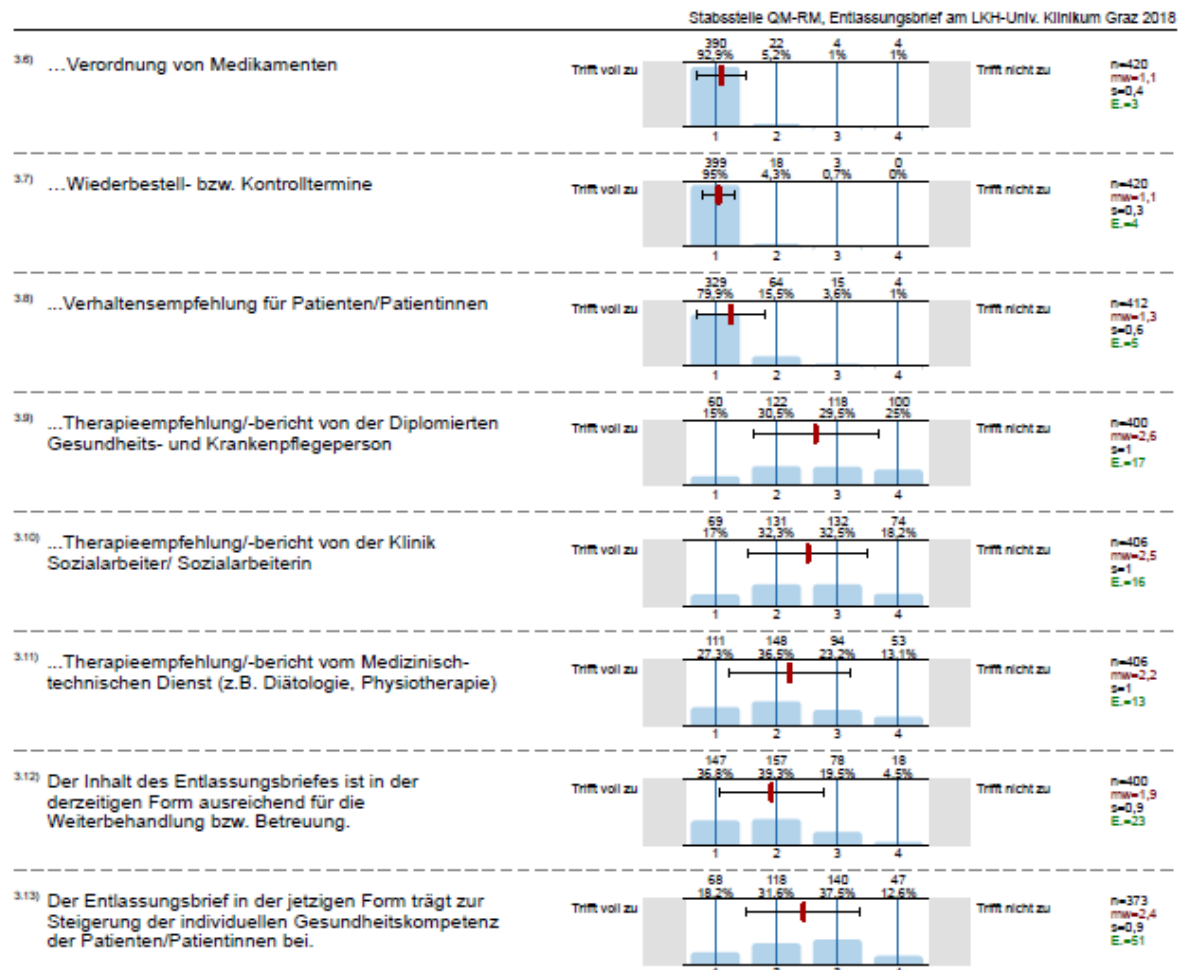 Stabsstelle QM-RM, Entlassungsbrief am LKH-Univ. Klinikum Graz 2018
390 22 4 4
92,9% 5,2% 1% 1%
3.6) ...Verordnung von Medikamenten Trifft voll zu Trifft nicht zu
n=420
mw=1,1
s=0,4
E.=3
1 2 3 4
399 18 3 0
95% 4,3% 0,7% 0%
3.7) ...Wiederbestell- bzw. Kontrolltermine Trifft voll zu Trifft nicht zu
n=420
mw=1,1
s=0,3
E.=4
1 2 3 4
329 64 15 4
79,9% 15,5% 3,6% 1%
3.8) ...Verhaltensempfehlung für Patienten/Patientinnen Trifft voll zu Trifft nicht zu
n=412
mw=1,3
s=0,6
E.=5
1 2 3 4
60 122 118 100
15% 30,5% 29,5% 25%
3.9) ...Therapieempfehlung/-bericht von der Diplomierten Trifft voll zu Trifft nicht zu
Gesundheits- und Krankenpflegeperson
n=400
mw=2,6
s=1
E.=17
1 2 3 4
69 131 132 74
17% 32,3% 32,5% 18,2%
3.10) ...Therapieempfehlung/-bericht von der Klinik Trifft voll zu Trifft nicht zu
Sozialarbeiter/ Sozialarbeiterin
n=406
mw=2,5
s=1
E.=16
1 2 3 4
111 148 94 53
27,3% 36,5% 23,2% 13,1%
3.11) ...Therapieempfehlung/-bericht vom Medizinisch- Trifft voll zu Trifft nicht zu
technischen Dienst (z.B. Diätologie, Physiotherapie)
n=406
mw=2,2
s=1
E.=13
1 2 3 4
147 157 78 18
36,8% 39,3% 19,5% 4,5%
3.12) Der Inhalt des Entlassungsbriefes ist in der Trifft voll zu Trifft nicht zu
derzeitigen Form ausreichend für die
Weiterbehandlung bzw. Betreuung.
n=400
mw=1,9
s=0,9
E.=23
1 2 3 4
68 118 140 47
18,2% 31,6% 37,5% 12,6%
3.13) Der Entlassungsbrief in der jetzigen Form trägt zur Trifft voll zu Trifft nicht zu
Steigerung der individuellen Gesundheitskompetenz
der Patienten/Patientinnen bei.
n=373
mw=2,4
s=0,9
E.=51